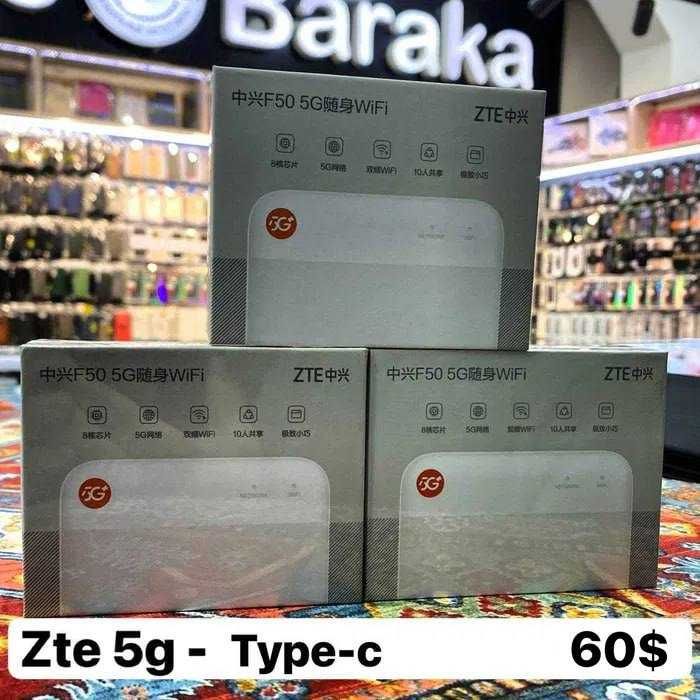 Baraka
中兴F50 5G随身WiFi
ZTE中兴
8核芯片 5G网络 双频WiFi 10人共享 极致小巧
5G+
NETWORK WiFi
中兴F50 5G随身WiFi
ZTE中兴
8核芯片 5G网络 双频WiFi 10人共享 极致小巧
5G+
NETWORK WiFi
中兴F50 5G随身WiFi
ZTE中兴
8核芯片 5G网络 双频WiFi 10人共享 极致小巧
5G+
NETWORK WiFi
Zte 5g - Type-c 60$